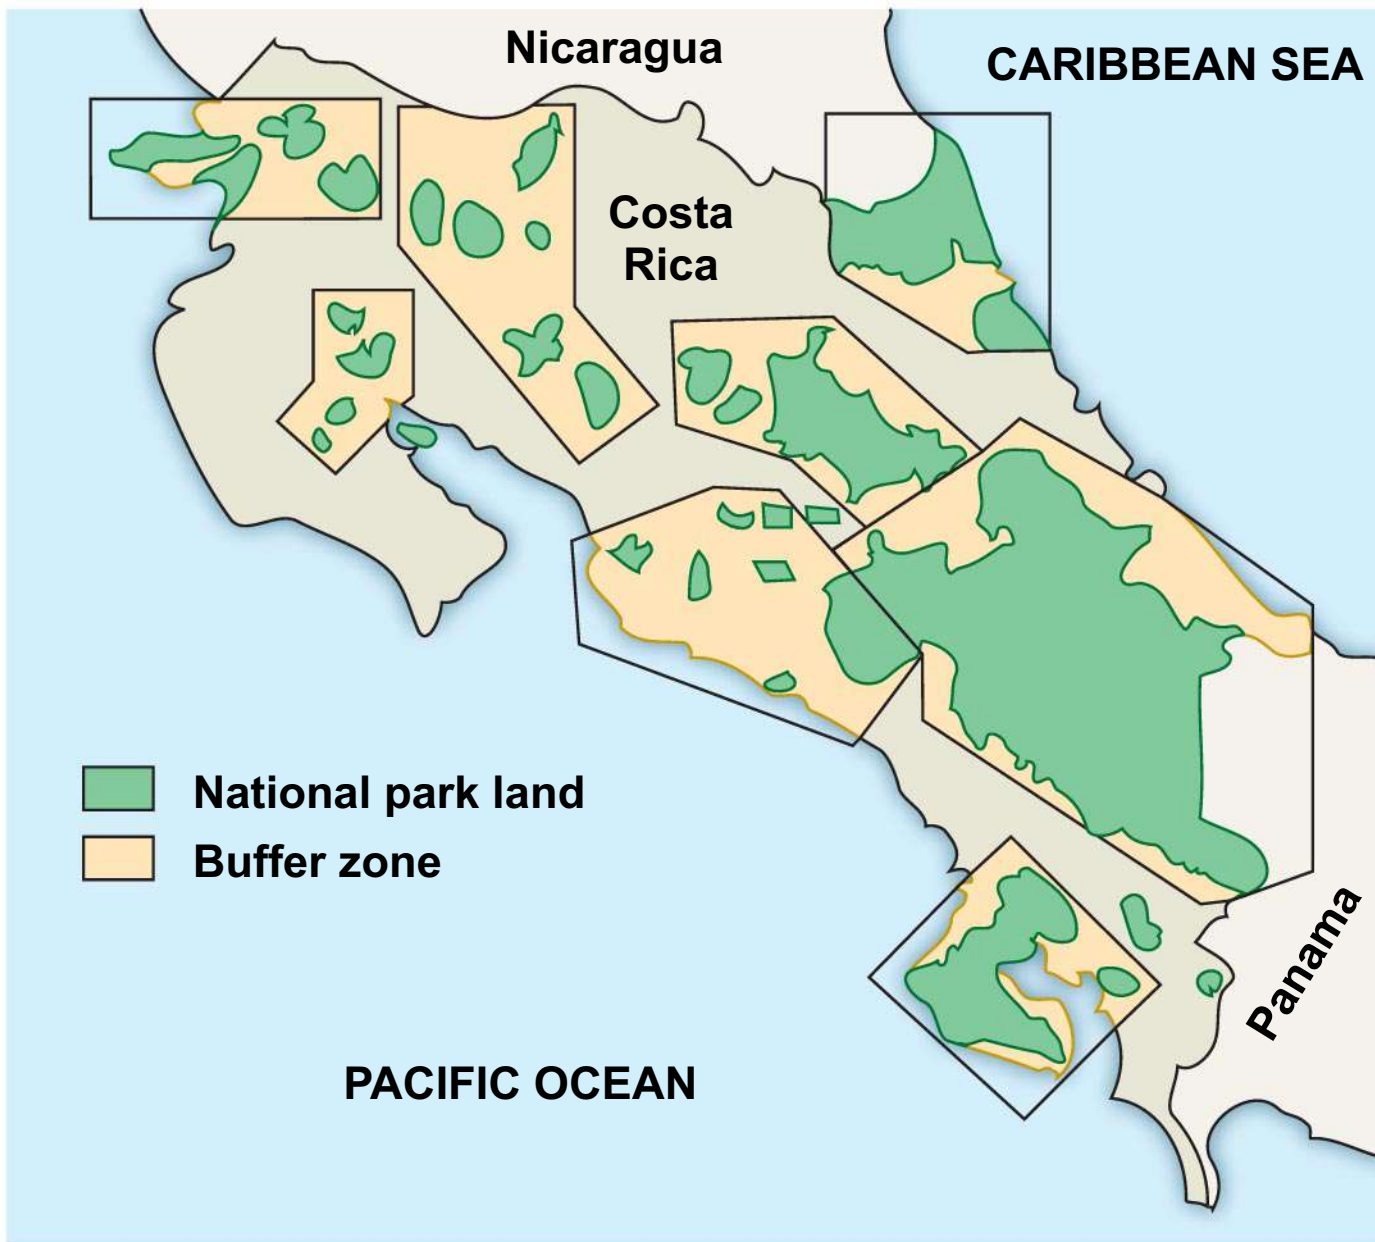 Nicaragua
CARIBBEAN SEA
Costa
Rica
National park land
Buffer zone
Panama
PACIFIC OCEAN